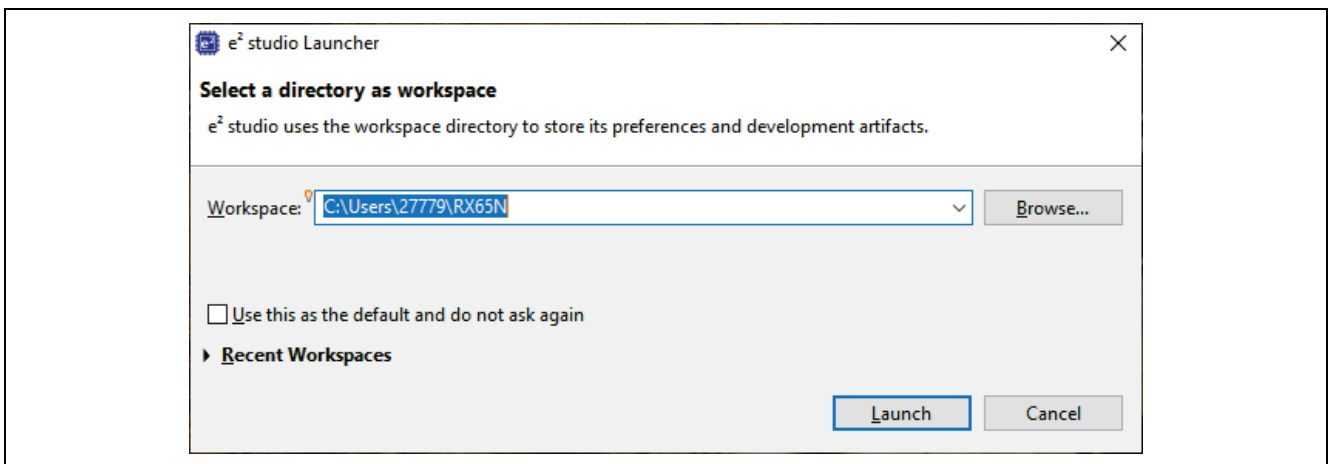 e² studio Launcher
Select a directory as workspace
e² studio uses the workspace directory to store its preferences and development artifacts.
Workspace: C:\Users\27779\RX65N Browse...
Use this as the default and do not ask again
Recent Workspaces
Launch Cancel